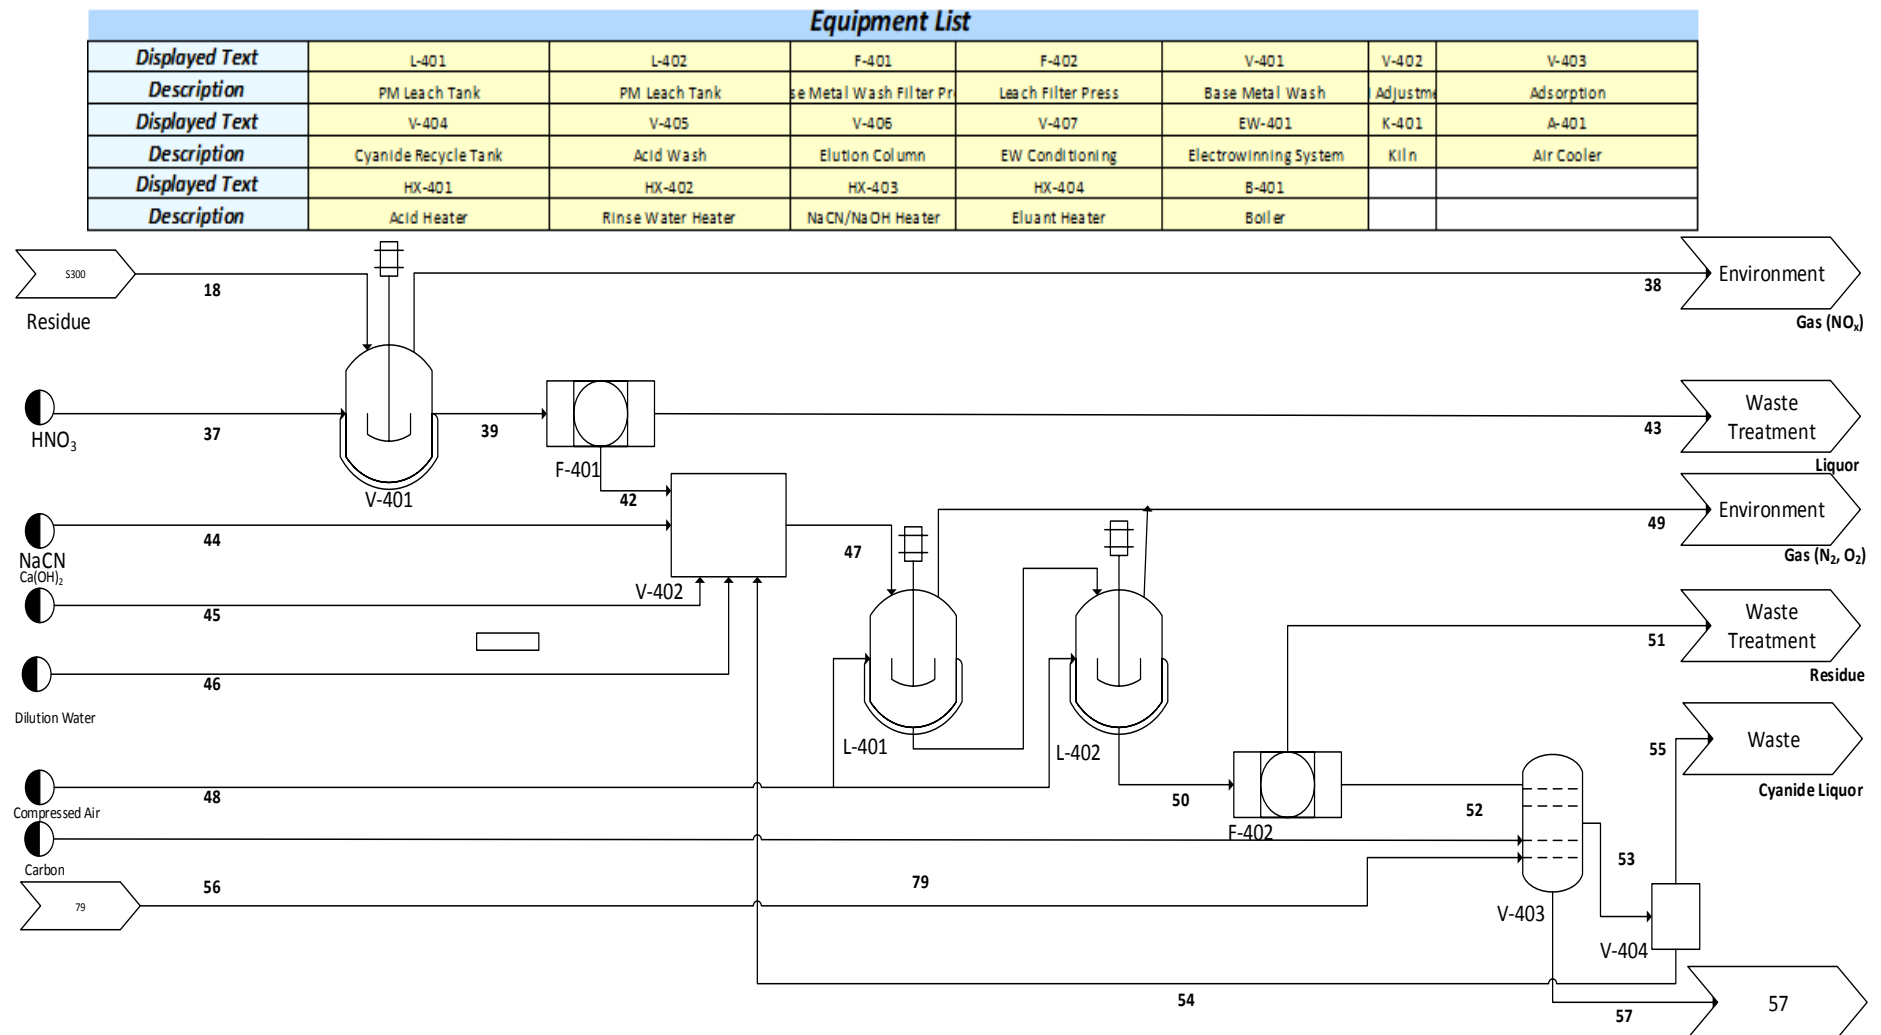 Equipment List
Displayed Text L-401 L-402 F-401 F-402 V-401 V-402 V-403
Description PM Leach Tank PM Leach Tank se Metal Wash Filter Pr Leach Filter Press Base Metal Wash Adjustm Adsorption
Displayed Text V-404 V-405 V-406 V-407 EW-401 K-401 A-401
Description Cyanide Recycle Tank Acid Wash Elution Column EW Conditioning Electrowinning System Kiln Air Cooler
Displayed Text HX-401 HX-402 HX-403 HX-404 B-401
Description Acid Heater Rinse Water Heater NaCN/NaOH Heater Eluant Heater Boiler
S300
18
Residue
Environment
38
Gas (NOₓ)
HNO₃
37
V-401
39
F-401
42
Waste
Treatment
43
Liquor
NaCN
44
Ca(OH)₂
45
V-402
47
Environment
49
Gas (N₂, O₂)
46
Dilution Water
L-401
L-402
Waste
Treatment
51
Residue
48
Compressed Air
50
F-402
52
Waste
55
Cyanide Liquor
Carbon
56
79
79
V-403
53
V-404
54
57
57